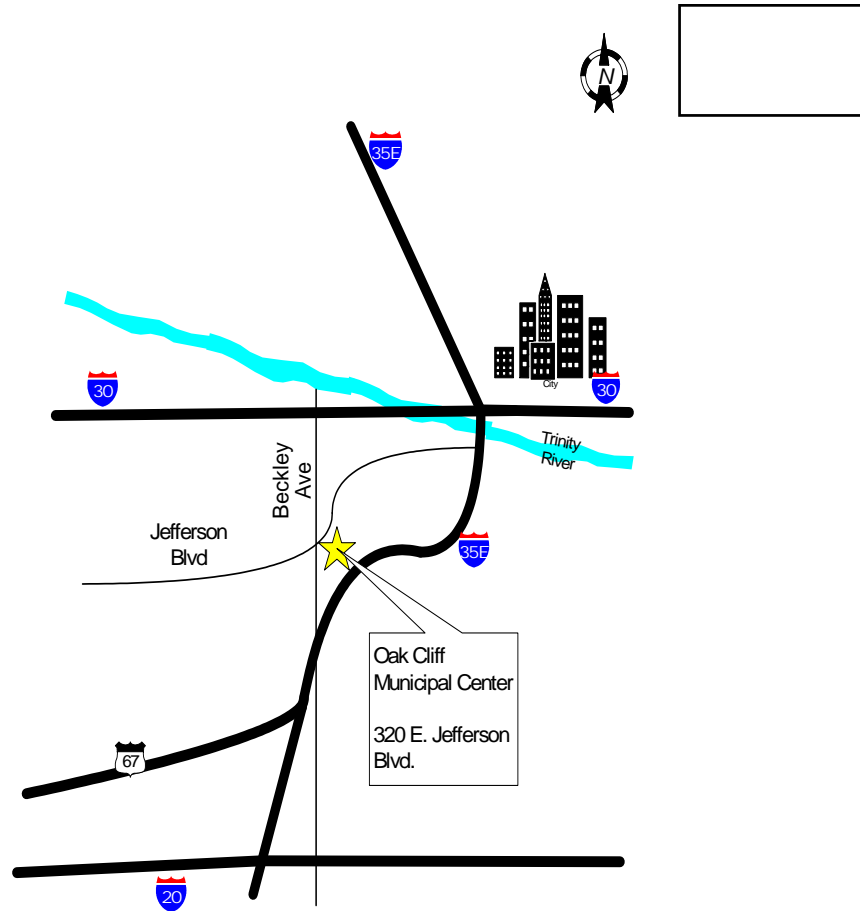 N
35E
30
City
30
Trinity
River
Beckley
Ave
Jefferson
Blvd
35E
Oak Cliff
Municipal Center
320 E. Jefferson
Blvd.
67
20